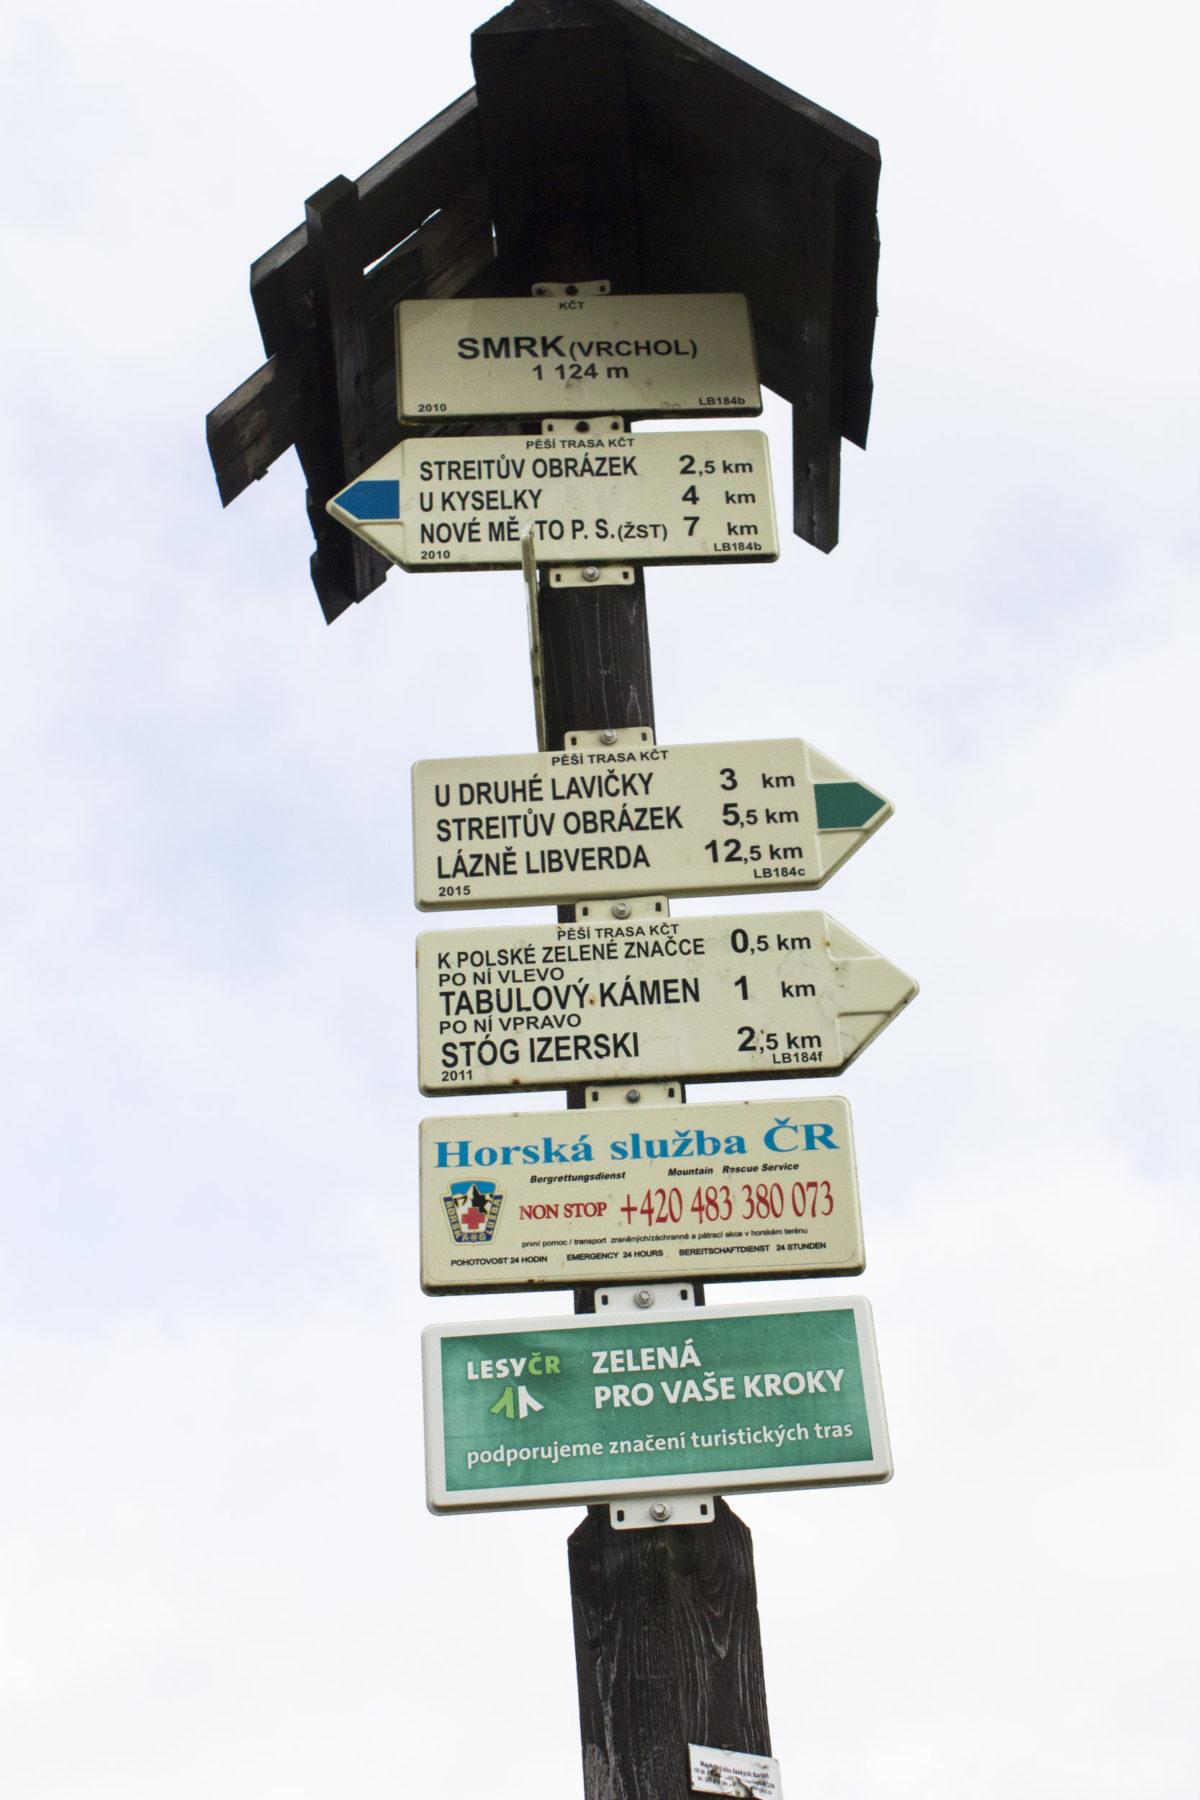 KČT
SMRK (VRCHOL)
1 124 m
2010 LB184b
PĚŠÍ TRASA KČT
STREITŮV OBRÁZEK 2,5 km
U KYSELKY 4 km
NOVÉ MĚSTO P. S. (ŽST) 7 km
2010 LB184b
PĚŠÍ TRASA KČT
U DRUHÉ LAVIČKY 3 km
STREITŮV OBRÁZEK 5,5 km
LÁZNĚ LIBVERDA 12,5 km
2015 LB184c
PĚŠÍ TRASA KČT
K POLSKÉ ZELENÉ ZNAČCE 0,5 km
PO NÍ VLEVO
TABULOVÝ KÁMEN 1 km
PO NÍ VPRAVO
STÓG IZERSKI 2,5 km
2011 LB184f
Horská služba ČR
Bergrettungsdienst Mountain Rescue Service
NON STOP +420 483 380 073
první pomoc / transport zraněných/záchranné a pátrací akce v horském terénu
POHOTOVOST 24 HODIN EMERGENCY 24 HOURS BEREITSCHAFTDIENST 24 STUNDEN
LESY ČR
ZELENÁ
PRO VAŠE KROKY
podporujeme značení turistických tras